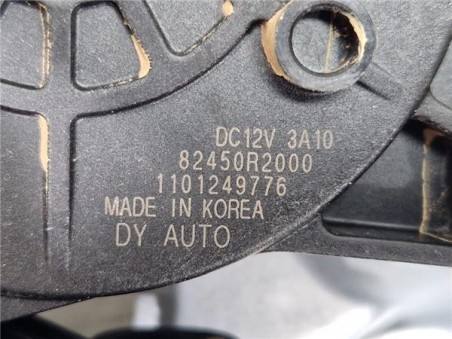 DC12V 3A10
82450R2000
1101249776
MADE IN KOREA
DY AUTO